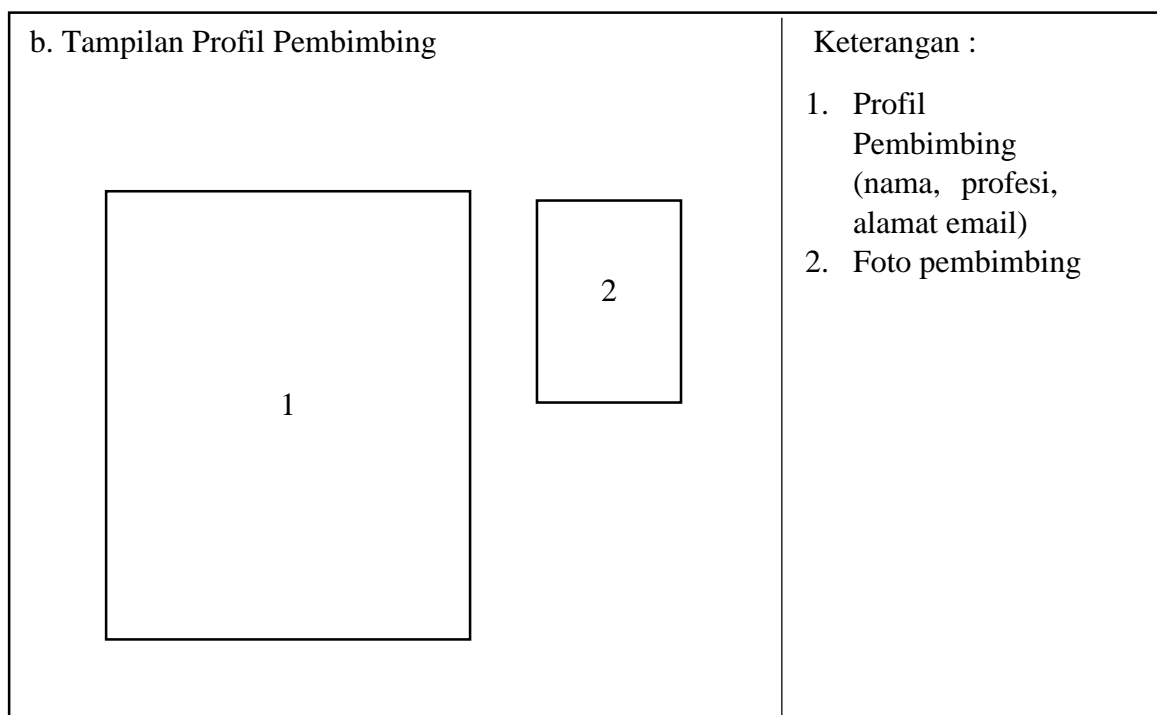 b. Tampilan Profil Pembimbing
1
2
Keterangan :
1. Profil
Pembimbing
(nama, profesi,
alamat email)
2. Foto pembimbing